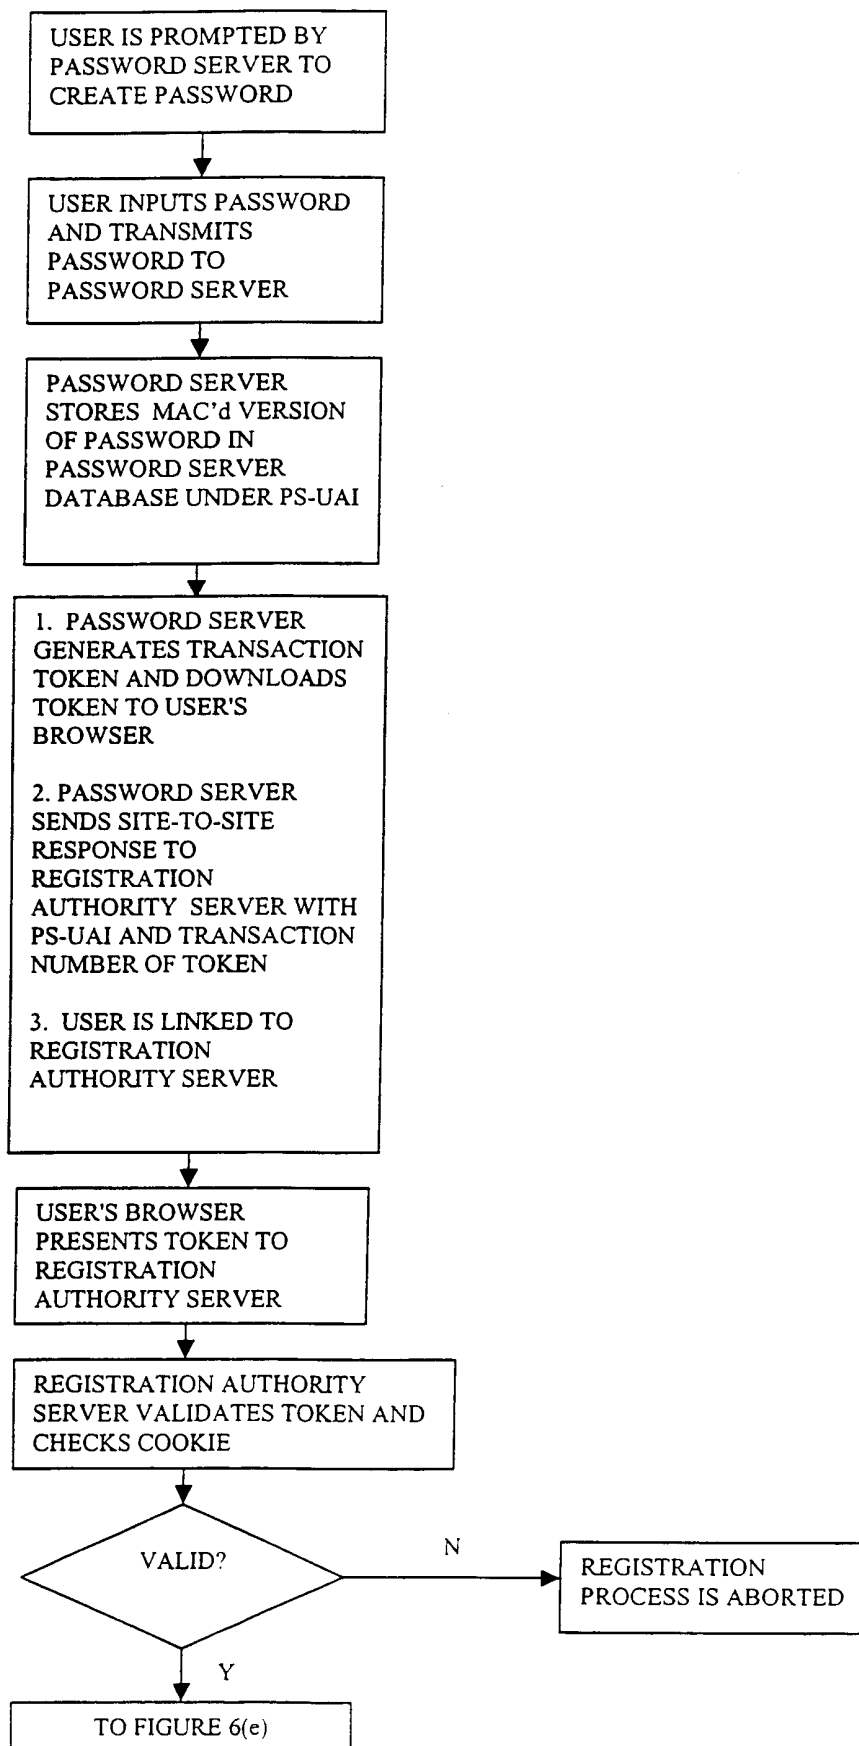 USER IS PROMPTED BY
PASSWORD SERVER TO
CREATE PASSWORD
USER INPUTS PASSWORD
AND TRANSMITS
PASSWORD TO
PASSWORD SERVER
PASSWORD SERVER
STORES MAC'd VERSION
OF PASSWORD IN
PASSWORD SERVER
DATABASE UNDER PS-UAI
1. PASSWORD SERVER
GENERATES TRANSACTION
TOKEN AND DOWNLOADS
TOKEN TO USER'S
BROWSER
2. PASSWORD SERVER
SENDS SITE-TO-SITE
RESPONSE TO
REGISTRATION
AUTHORITY SERVER WITH
PS-UAI AND TRANSACTION
NUMBER OF TOKEN
3. USER IS LINKED TO
REGISTRATION
AUTHORITY SERVER
USER'S BROWSER
PRESENTS TOKEN TO
REGISTRATION
AUTHORITY SERVER
REGISTRATION AUTHORITY
SERVER VALIDATES TOKEN AND
CHECKS COOKIE
VALID?
N
REGISTRATION
PROCESS IS ABORTED
Y
TO FIGURE 6(e)